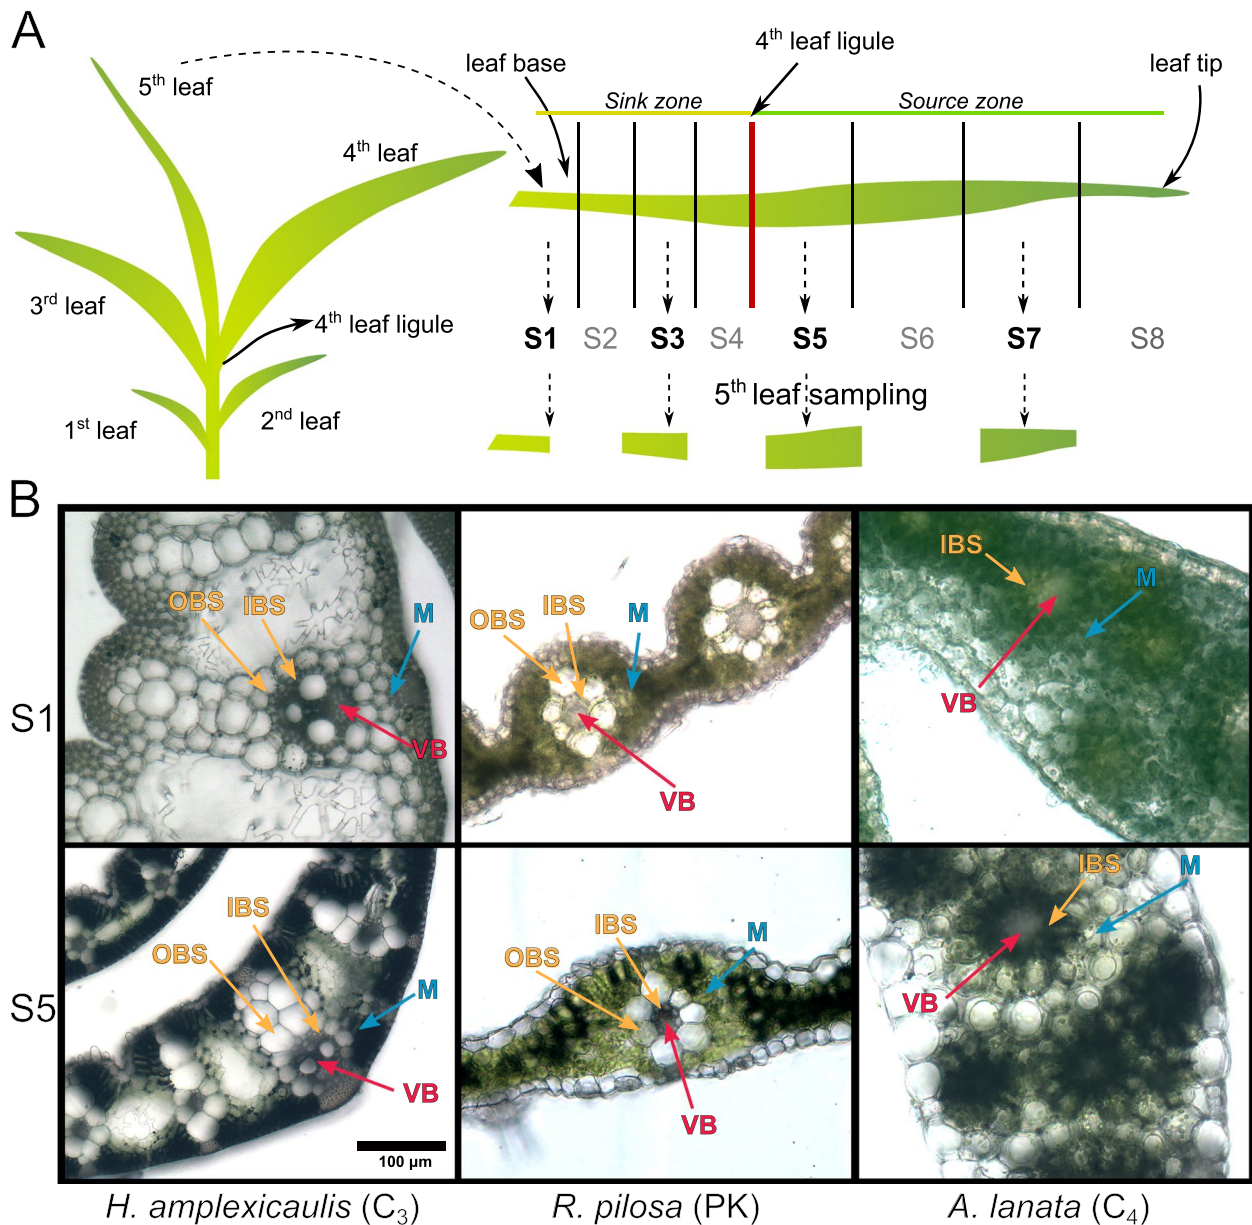 A
5th leaf
4th leaf
3rd leaf
4th leaf ligule
1st leaf
2nd leaf
leaf base
4th leaf ligule
leaf tip
Sink zone
Source zone
S1 S2 S3 S4 S5 S6 S7 S8
5th leaf sampling
B
S1
OBS IBS M VB
OBS IBS M VB
IBS M VB
S5
IBS OBS M VB
IBS OBS M VB
IBS M VB
100 µm
H. amplexicaulis (C3) R. pilosa (PK) A. lanata (C4)